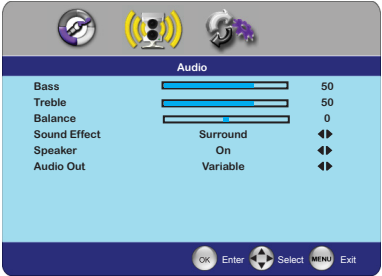 Audio
Bass 50
Treble 50
Balance 0
Sound Effect Surround
Speaker On
Audio Out Variable
OK Enter Select MENU Exit